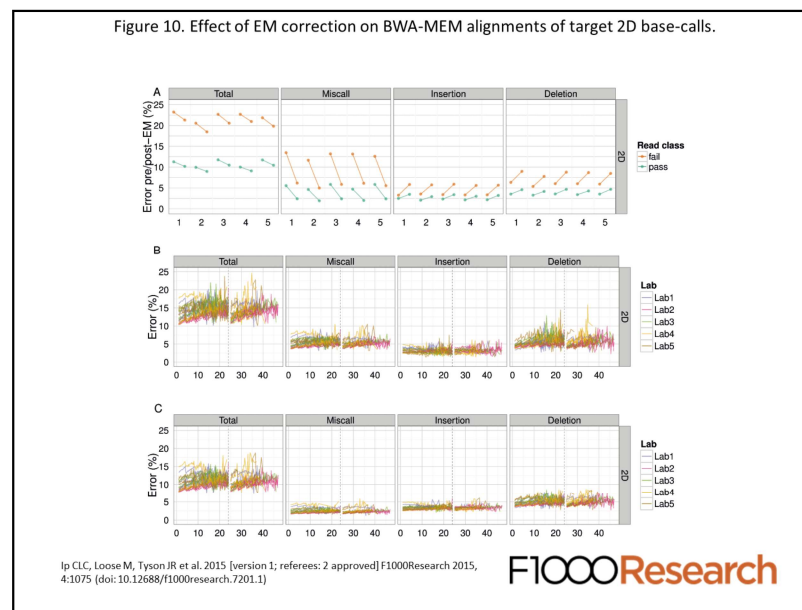 Figure 10. Effect of EM correction on BWA-MEM alignments of target 2D base-calls.
A
Total Miscall Insertion Deletion
Error pre/post−EM (%)
25
20
15
10
5
0
2D
1 2 3 4 5 1 2 3 4 5 1 2 3 4 5 1 2 3 4 5
Read class
fail
pass
B
Total Miscall Insertion Deletion
Error (%)
25
20
15
10
5
0
2D
0 10 20 30 40 0 10 20 30 40 0 10 20 30 40 0 10 20 30 40
Lab
Lab1
Lab2
Lab3
Lab4
Lab5
C
Total Miscall Insertion Deletion
Error (%)
25
20
15
10
5
0
2D
0 10 20 30 40 0 10 20 30 40 0 10 20 30 40 0 10 20 30 40
Lab
Lab1
Lab2
Lab3
Lab4
Lab5
Ip CLC, Loose M, Tyson JR et al. 2015 [version 1; referees: 2 approved] F1000Research 2015,
4:1075 (doi: 10.12688/f1000research.7201.1)
F1000Research